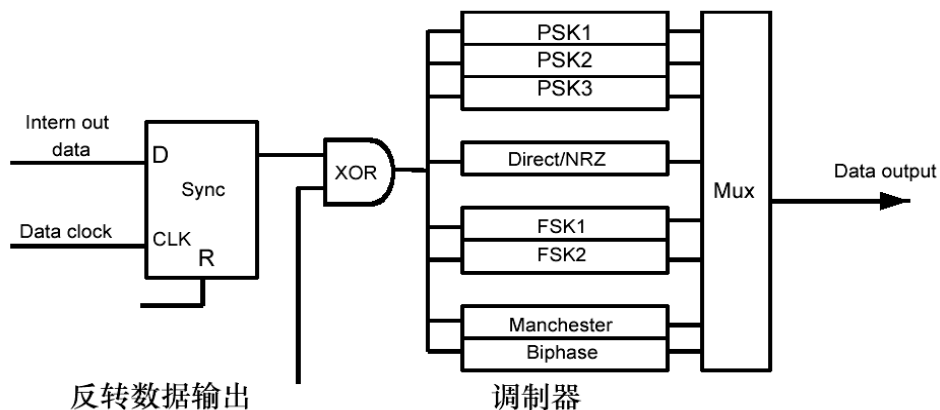 PSK1
PSK2
PSK3
Intern out
data
D
Sync
Data clock
CLK
R
XOR
Direct/NRZ
FSK1
FSK2
Manchester
Biphase
Mux
Data output
反转数据输出
调制器